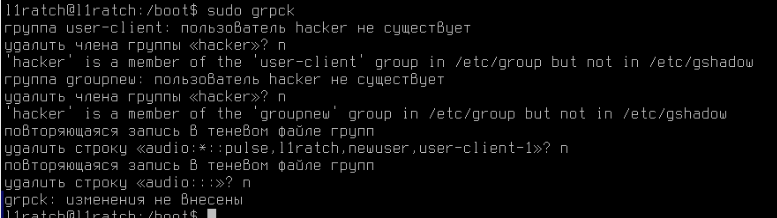 l1ratch@l1ratch:/boot$ sudo grpck
группа user-client: пользователь hacker не существует
удалить члена группы «hacker»? n
'hacker' is a member of the 'user-client' group in /etc/group but not in /etc/gshadow
группа groupnew: пользователь hacker не существует
удалить члена группы «hacker»? n
'hacker' is a member of the 'groupnew' group in /etc/group but not in /etc/gshadow
повторяющаяся запись в теневом файле групп
удалить строку «audio:*::pulse,l1ratch,newuser,user-client-1»? n
повторяющаяся запись в теневом файле групп
удалить строку «audio:::»? n
grpck: изменения не внесены
l1ratch@l1ratch:/boot$